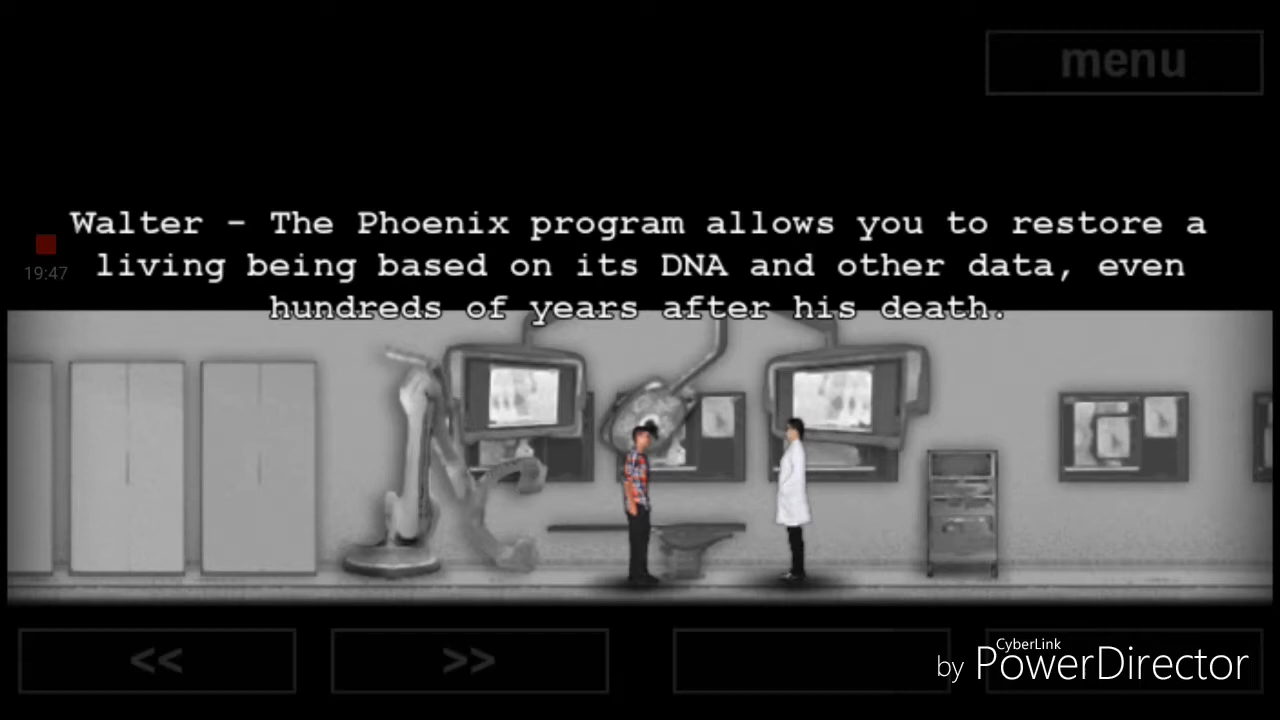 menu
Walter - The Phoenix program allows you to restore a
living being based on its DNA and other data, even
hundreds of years after his death.
19:47
<< >>
CyberLink
by PowerDirector